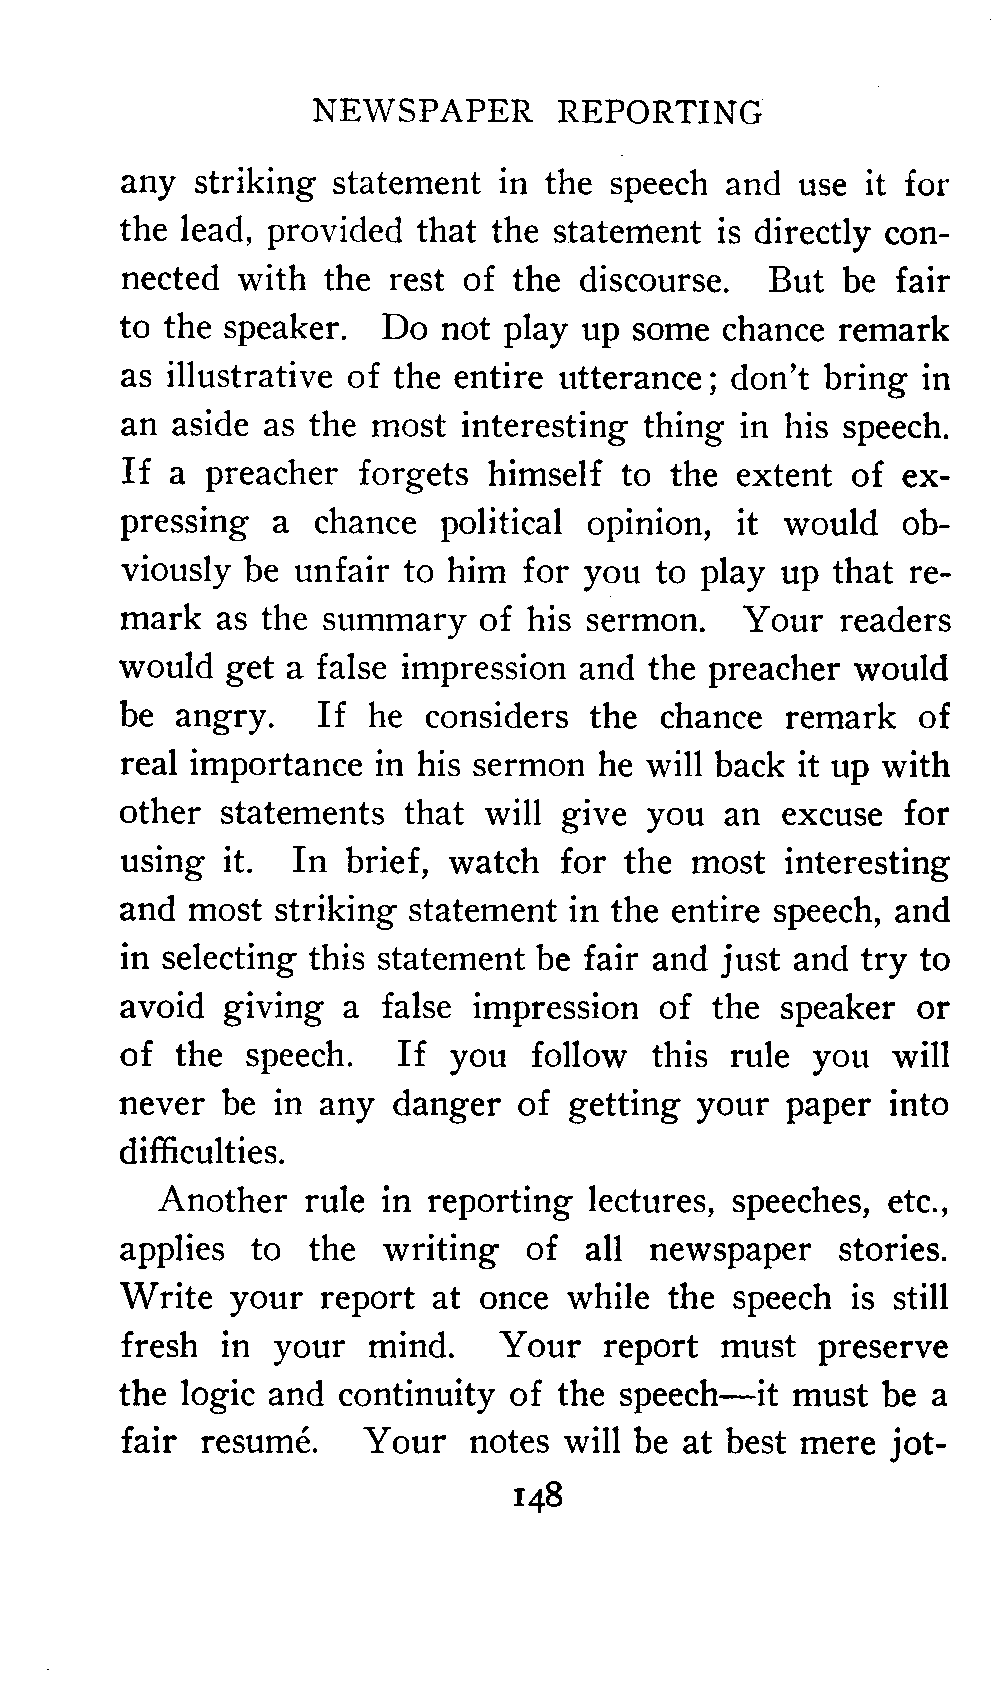 NEWSPAPER REPORTING
any striking statement in the speech and use it for
the lead, provided that the statement is directly con-
nected with the rest of the discourse. But be fair
to the speaker. Do not play up some chance remark
as illustrative of the entire utterance; don't bring in
an aside as the most interesting thing in his speech.
If a preacher forgets himself to the extent of ex-
pressing a chance political opinion, it would ob-
viously be unfair to him for you to play up that re-
mark as the summary of his sermon. Your readers
would get a false impression and the preacher would
be angry. If he considers the chance remark of
real importance in his sermon he will back it up with
other statements that will give you an excuse for
using it. In brief, watch for the most interesting
and most striking statement in the entire speech, and
in selecting this statement be fair and just and try to
avoid giving a false impression of the speaker or
of the speech. If you follow this rule you will
never be in any danger of getting your paper into
difficulties.
Another rule in reporting lectures, speeches, etc.,
applies to the writing of all newspaper stories.
Write your report at once while the speech is still
fresh in your mind. Your report must preserve
the logic and continuity of the speech—it must be a
fair resumé. Your notes will be at best mere jot-
148